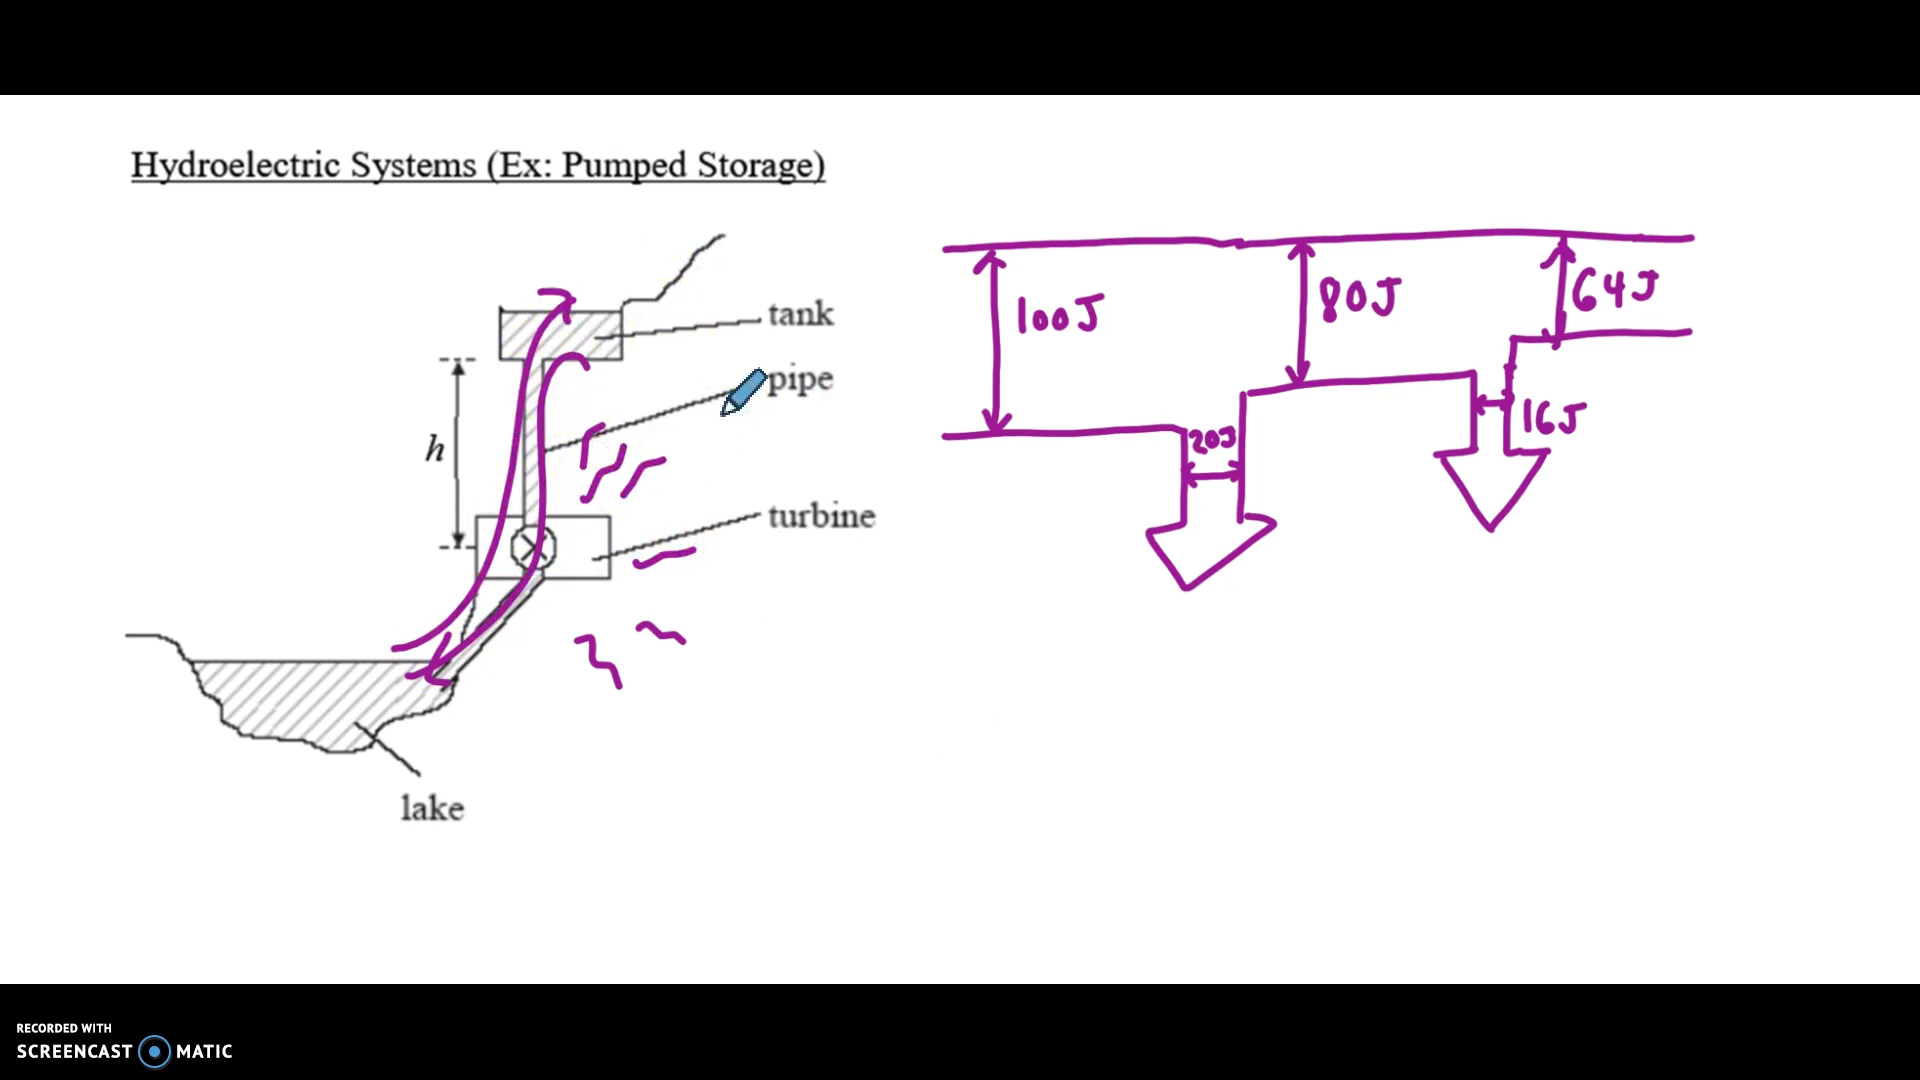 Hydroelectric Systems (Ex: Pumped Storage)
tank
pipe
h
turbine
lake
100J
80J
64J
20J
16J
RECORDED WITH
SCREENCAST MATIC